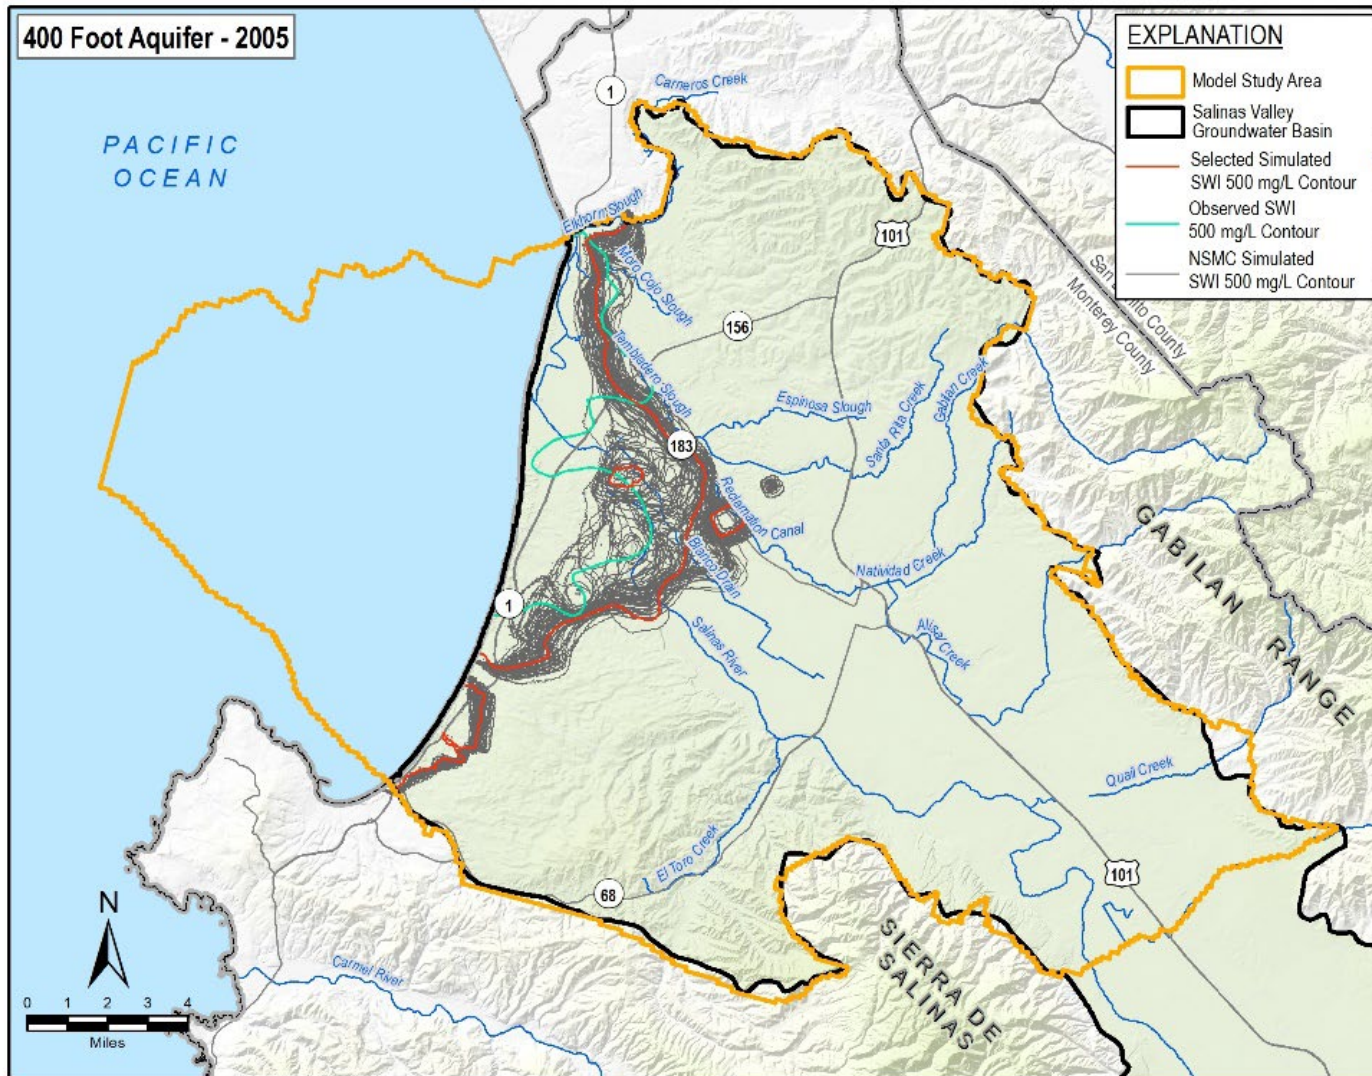 400 Foot Aquifer - 2005
EXPLANATION
Model Study Area
Salinas Valley
Groundwater Basin
Selected Simulated
SWI 500 mg/L Contour
Observed SWI
500 mg/L Contour
NSMC Simulated
SWI 500 mg/L Contour
PACIFIC
OCEAN
1
Carneros Creek
Elkhorn Slough
101
Moro Cojo Slough
San Benito County
Monterey County
156
Tembladero Slough
Espinosa Slough
Santa Rita Creek
Gabilan Creek
183
Reclamation Canal
GABILAN RANGE
Blanco Drain
Natividad Creek
1
Salinas River
Alisal Creek
Quail Creek
El Toro Creek
101
68
SIERRA DE
SALINAS
Carmel River
N
0 1 2 3 4
Miles